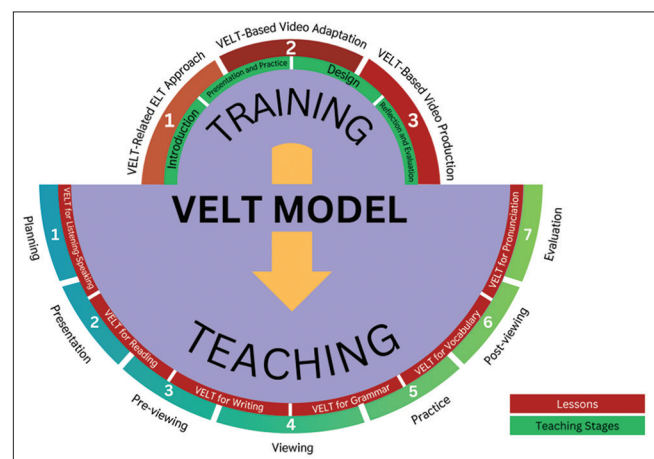 VELT-Related ELT Approach
VELT-Based Video Adaptation
VELT-Based Video Production
1
2
3
Introduction
Presentation and Practice
Design
Reflection and Evaluation
TRAINING
VELT MODEL
TEACHING
VELT for Listening-Speaking
VELT for Reading
VELT for Writing
VELT for Grammar
VELT for Vocabulary
VELT for Pronunciation
1
2
3
4
5
6
7
Planning
Presentation
Pre-viewing
Viewing
Practice
Post-viewing
Evaluation
Lessons
Teaching Stages